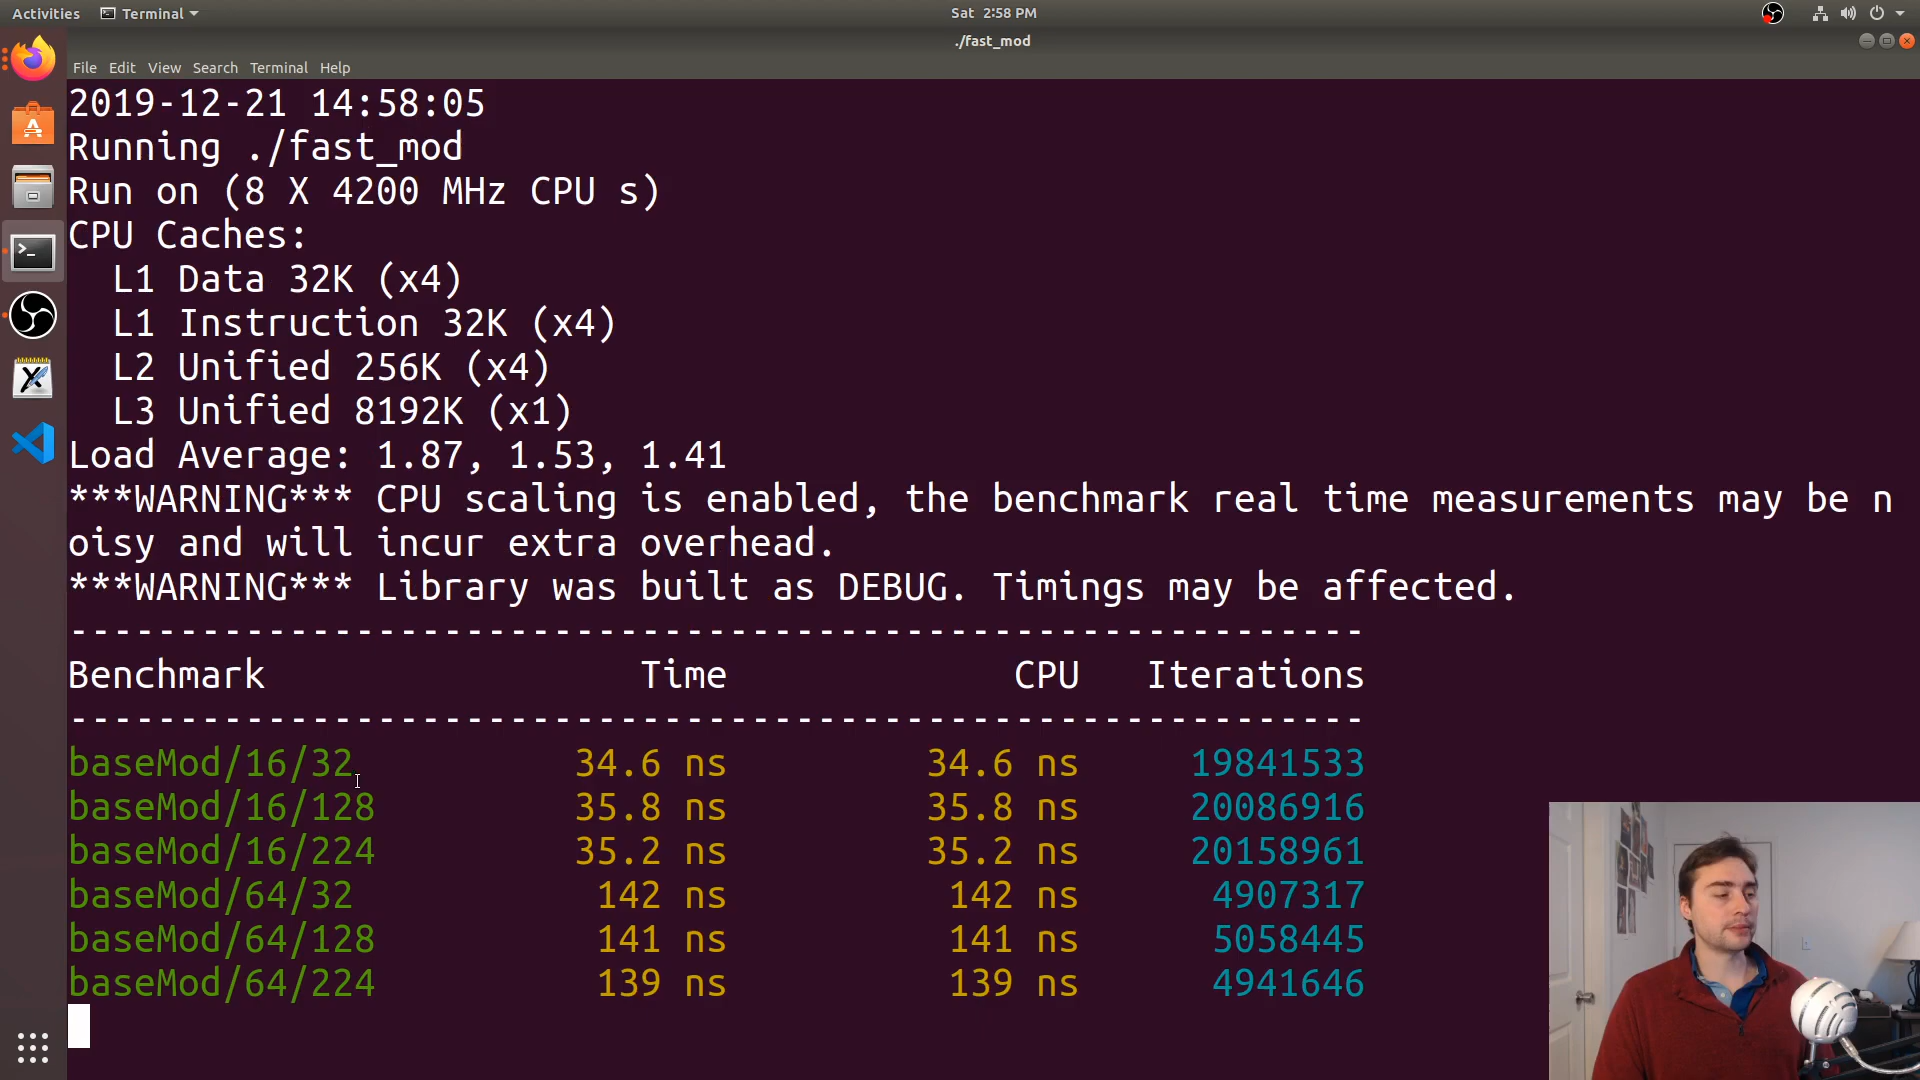 Activities Terminal Sat 2:58 PM
./fast_mod
File Edit View Search Terminal Help
2019-12-21 14:58:05
Running ./fast_mod
Run on (8 X 4200 MHz CPU s)
CPU Caches:
L1 Data 32K (x4)
L1 Instruction 32K (x4)
L2 Unified 256K (x4)
L3 Unified 8192K (x1)
Load Average: 1.87, 1.53, 1.41
***WARNING*** CPU scaling is enabled, the benchmark real time measurements may be n
oisy and will incur extra overhead.
***WARNING*** Library was built as DEBUG. Timings may be affected.
-----------------------------------------------------------
Benchmark Time CPU Iterations
-----------------------------------------------------------
baseMod/16/32 34.6 ns 34.6 ns 19841533
baseMod/16/128 35.8 ns 35.8 ns 20086916
baseMod/16/224 35.2 ns 35.2 ns 20158961
baseMod/64/32 142 ns 142 ns 4907317
baseMod/64/128 141 ns 141 ns 5058445
baseMod/64/224 139 ns 139 ns 4941646